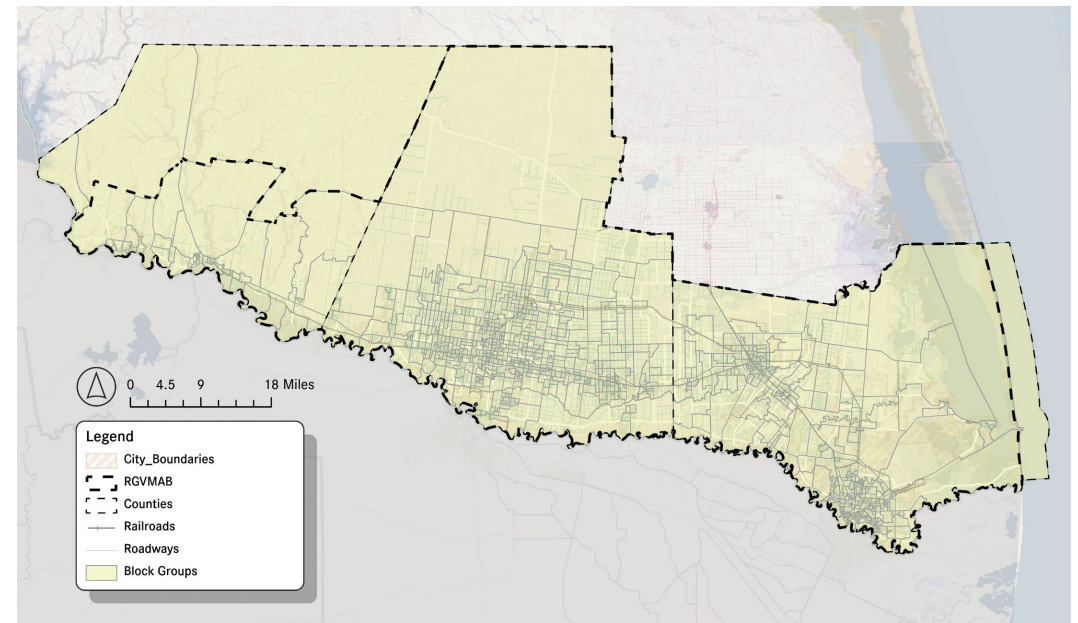 0 4.5 9 18 Miles
Legend
City_Boundaries
RGVMAB
Counties
Railroads
Roadways
Block Groups